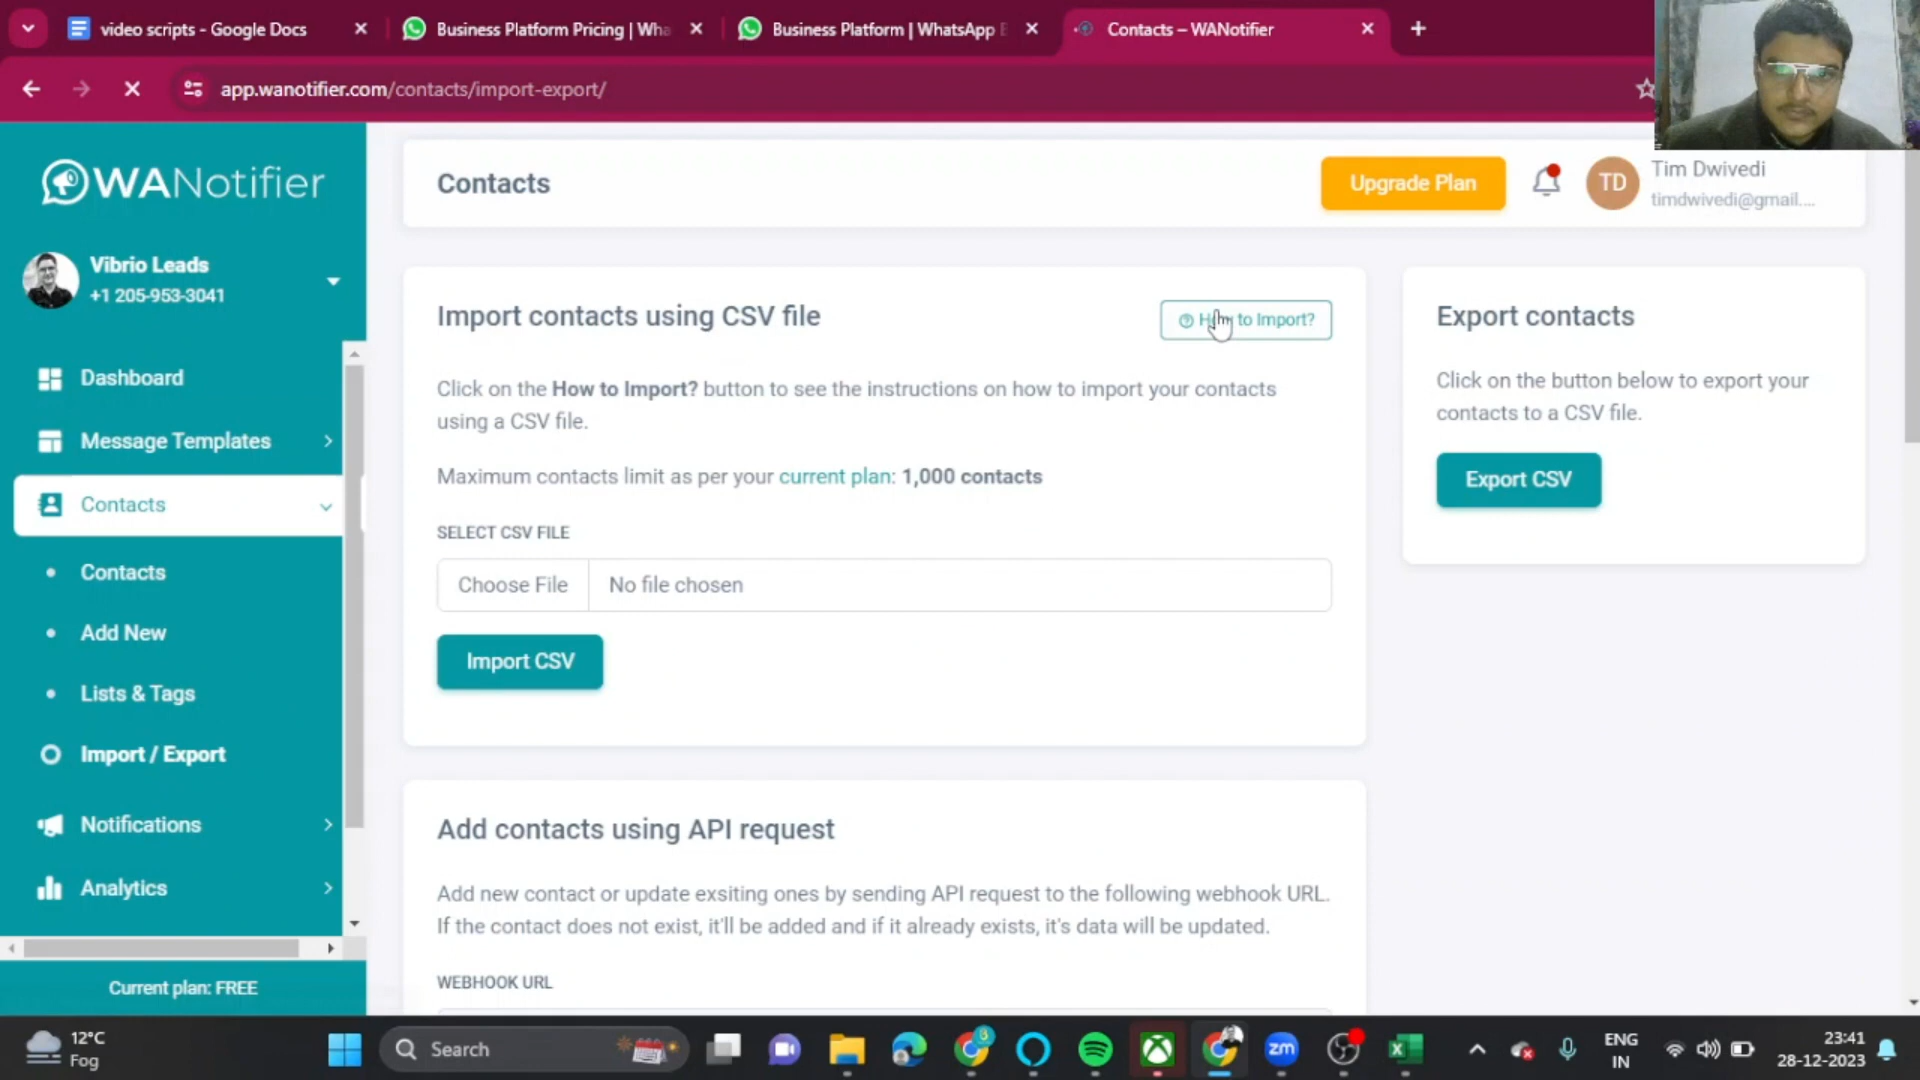 video scripts - Google Docs
Business Platform Pricing | Wha
Business Platform | WhatsApp E
Contacts – WANotifier
app.wanotifier.com/contacts/import-export/
WANotifier
Vibrio Leads
+1 205-953-3041
Dashboard
Message Templates
Contacts
Contacts
Add New
Lists & Tags
Import / Export
Notifications
Analytics
Current plan: FREE
Contacts
Upgrade Plan
TD
Tim Dwivedi
timdwivedi@gmail....
Import contacts using CSV file
How to Import?
Click on the How to Import? button to see the instructions on how to import your contacts
using a CSV file.
Maximum contacts limit as per your current plan: 1,000 contacts
SELECT CSV FILE
Choose File
No file chosen
Import CSV
Export contacts
Click on the button below to export your
contacts to a CSV file.
Export CSV
Add contacts using API request
Add new contact or update exsiting ones by sending API request to the following webhook URL.
If the contact does not exist, it'll be added and if it already exists, it's data will be updated.
WEBHOOK URL
12°C
Fog
Search
3
zm
ENG
IN
23:41
28-12-2023